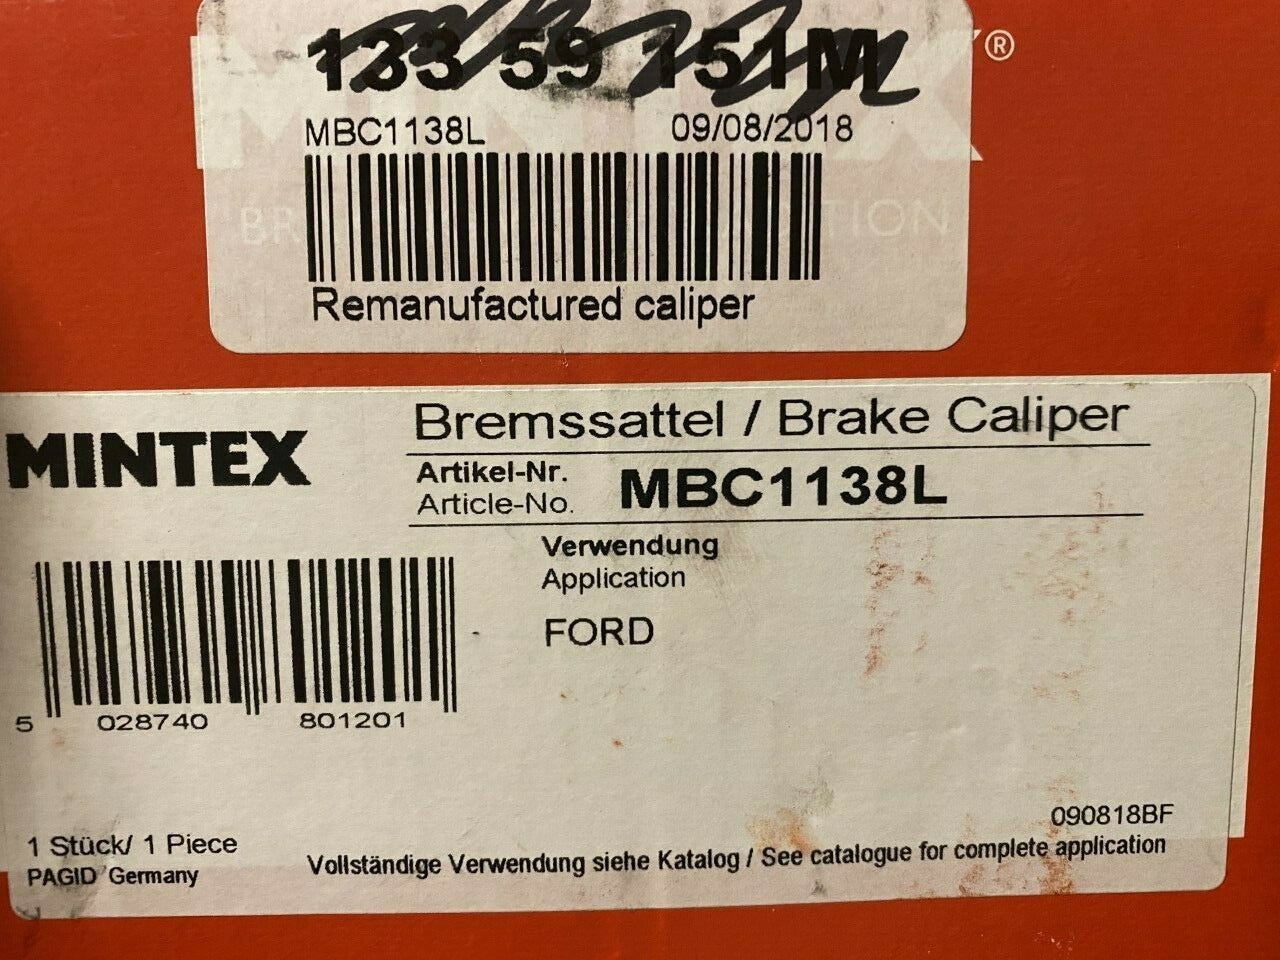 133 59 151M
MBC1138L 09/08/2018
Remanufactured caliper
MINTEX
Bremssattel / Brake Caliper
Artikel-Nr.
Article-No. MBC1138L
Verwendung
Application
FORD
5 028740 801201
090818BF
1 Stück/ 1 Piece
PAGID Germany
Vollständige Verwendung siehe Katalog / See catalogue for complete application